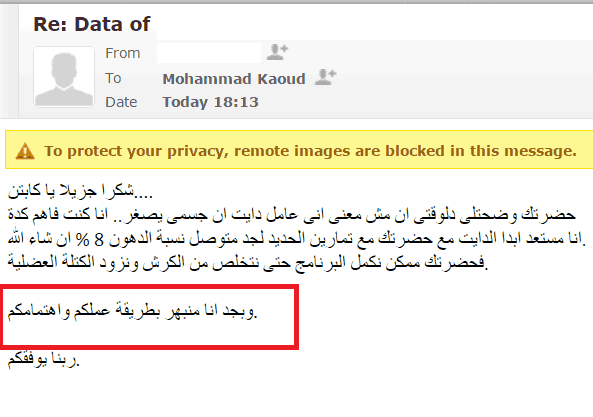 Re: Data of
From
To Mohammad Kaoud
Date Today 18:13
To protect your privacy, remote images are blocked in this message.
شكرا جزيلا يا كابتن....
حضرتك وضحتلى دلوقتى ان مش معنى انى عامل دايت ان جسمى يصغر.. انا كنت فاهم كدة
انا مستعد ابدا الدايت مع حضرتك مع تمارين الحديد لجد متوصل نسبة الدهون 8 % ان شاء الله.
فحضرتك ممكن نكمل البرنامج حتى نتخلص من الكرش ونزود الكتلة العضلية.
وبجد انا منبهر بطريقة عملكم واهتمامكم.
ربنا يوفقكم.